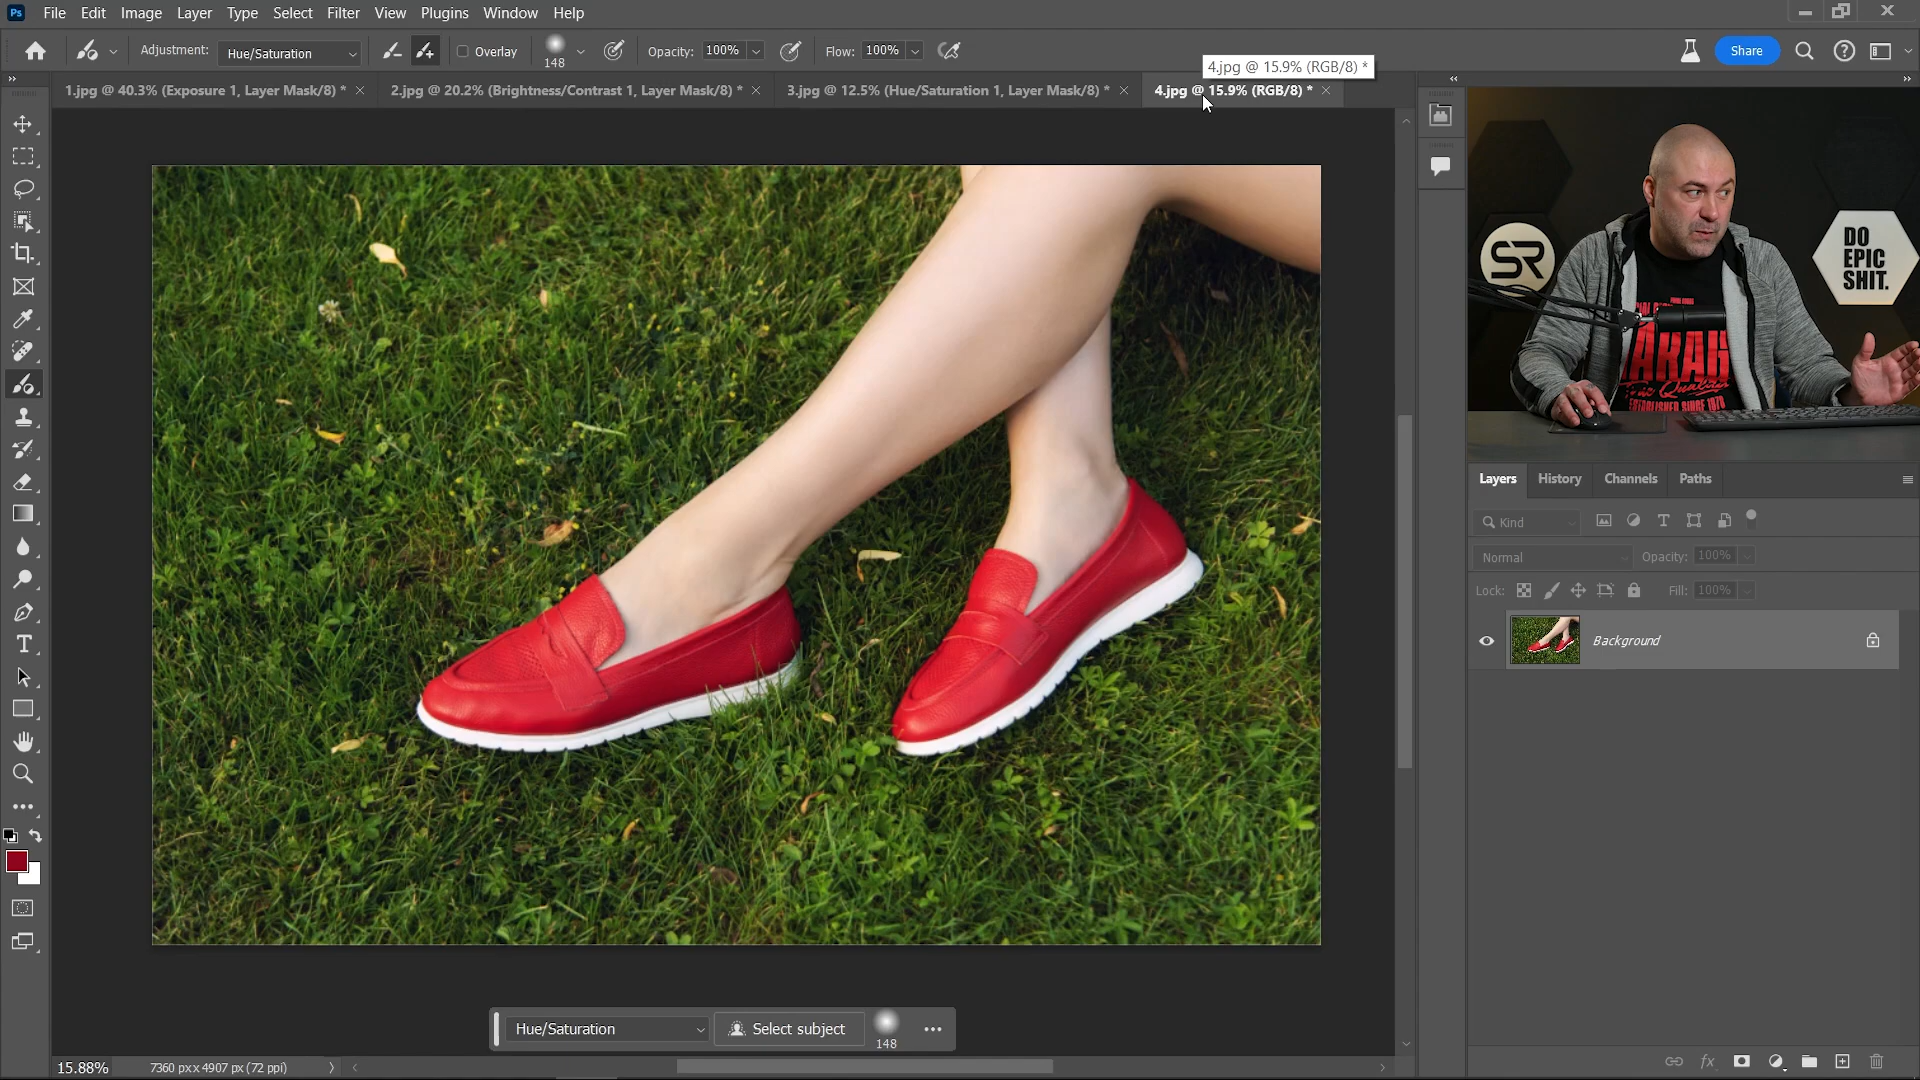 Ps File Edit Image Layer Type Select Filter View Plugins Window Help
Adjustment: Hue/Saturation Overlay 148 Opacity: 100% Flow: 100% Share
4.jpg @ 15.9% (RGB/8) *
1.jpg @ 40.3% (Exposure 1, Layer Mask/8) * 2.jpg @ 20.2% (Brightness/Contrast 1, Layer Mask/8) * 3.jpg @ 12.5% (Hue/Saturation 1, Layer Mask/8) * 4.jpg @ 15.9% (RGB/8) *
SR
DO
EPIC
SHIT.
ARAG
ESTABLISHED SINCE
Layers History Channels Paths
Kind
Normal Opacity: 100%
Lock: Fill: 100%
Background
Hue/Saturation Select subject 148
15.88% 7360 px x 4907 px (72 ppi)